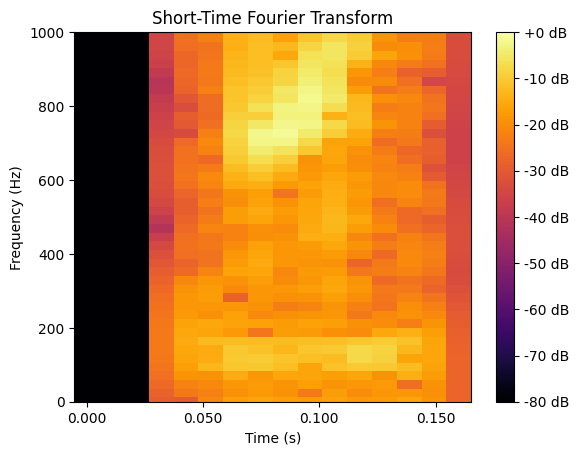 Short-Time Fourier Transform
1000
800
600
400
200
0
Frequency (Hz)
0.000
0.050
0.100
0.150
Time (s)
+0 dB
-10 dB
-20 dB
-30 dB
-40 dB
-50 dB
-60 dB
-70 dB
-80 dB